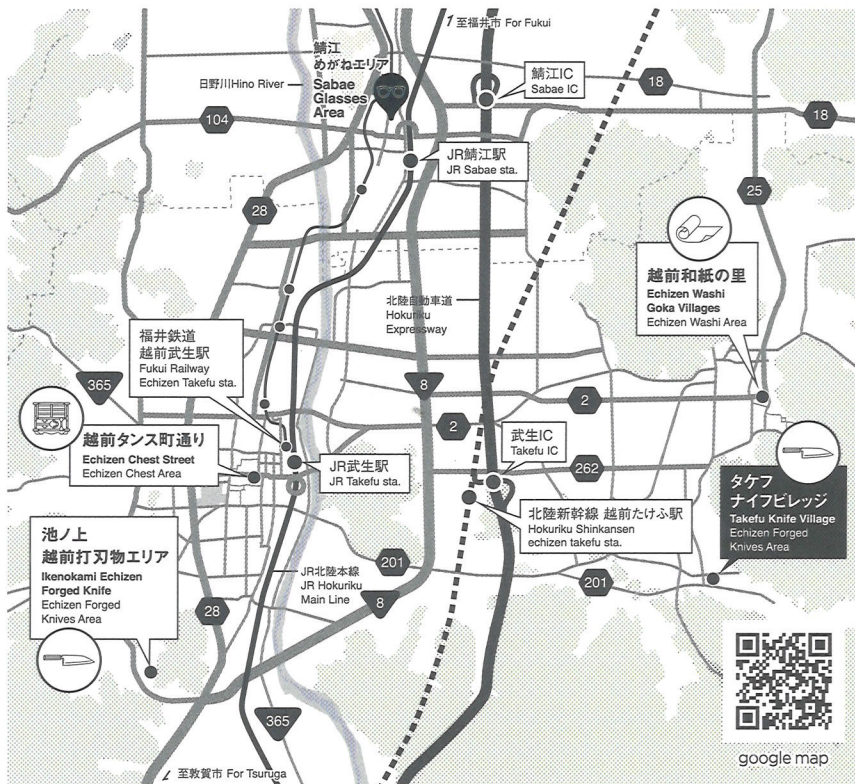 至福井市 For Fukui
鯖江
めがねエリア
Sabae
Glasses
Area
日野川Hino River
鯖江IC
Sabae IC
18
18
104
JR鯖江駅
JR Sabae sta.
28
25
越前和紙の里
Echizen Washi
Goka Villages
Echizen Washi Area
北陸自動車道
Hokuriku
Expressway
福井鉄道
越前武生駅
Fukui Railway
Echizen Takefu sta.
365
8
2
2
越前タンス町通り
Echizen Chest Street
Echizen Chest Area
武生IC
Takefu IC
262
JR武生駅
JR Takefu sta.
タケフ
ナイフビレッジ
Takefu Knife Village
Echizen Forged
Knives Area
北陸新幹線 越前たけふ駅
Hokuriku Shinkansen
echizen takefu sta.
池ノ上
越前打刃物エリア
Ikenokami Echizen
Forged Knife
Echizen Forged
Knives Area
JR北陸本線
JR Hokuriku
Main Line
201
201
28
8
365
google map
至敦賀市 For Tsuruga